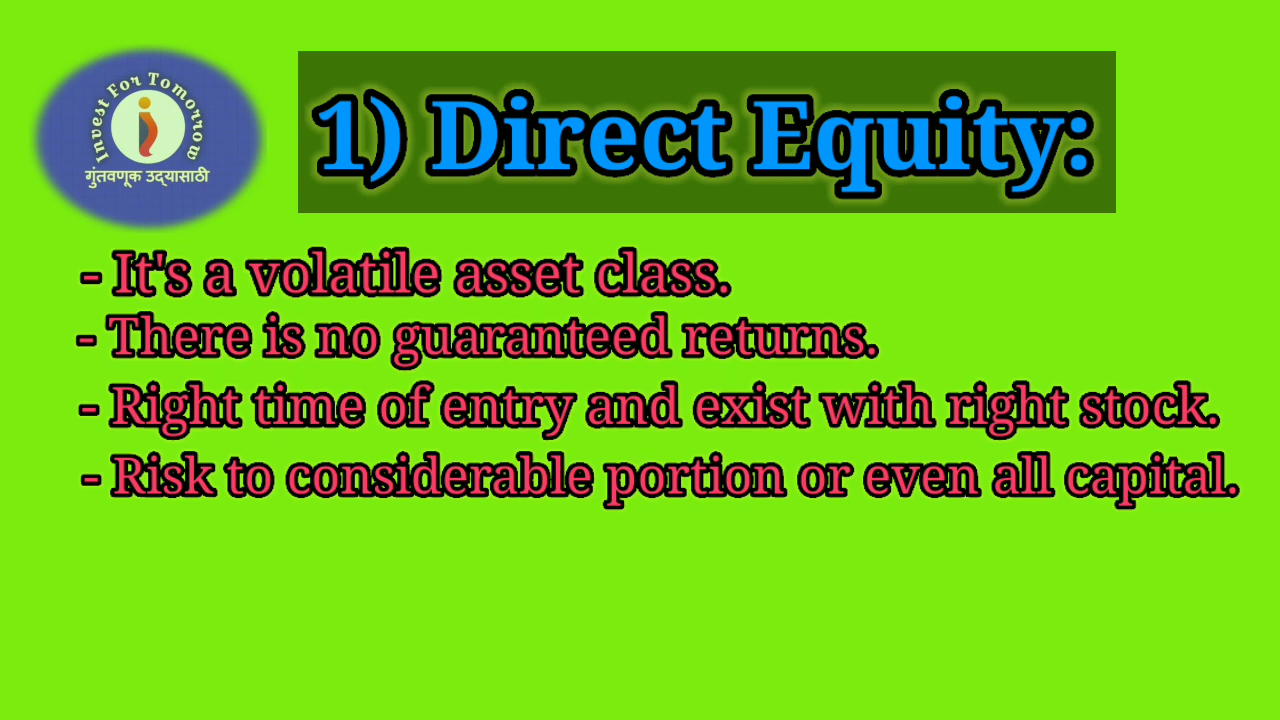 Invest For Tomorrow
गुंतवणूक उद्यासाठी
1) Direct Equity:
- It's a volatile asset class.
- There is no guaranteed returns.
- Right time of entry and exist with right stock.
- Risk to considerable portion or even all capital.